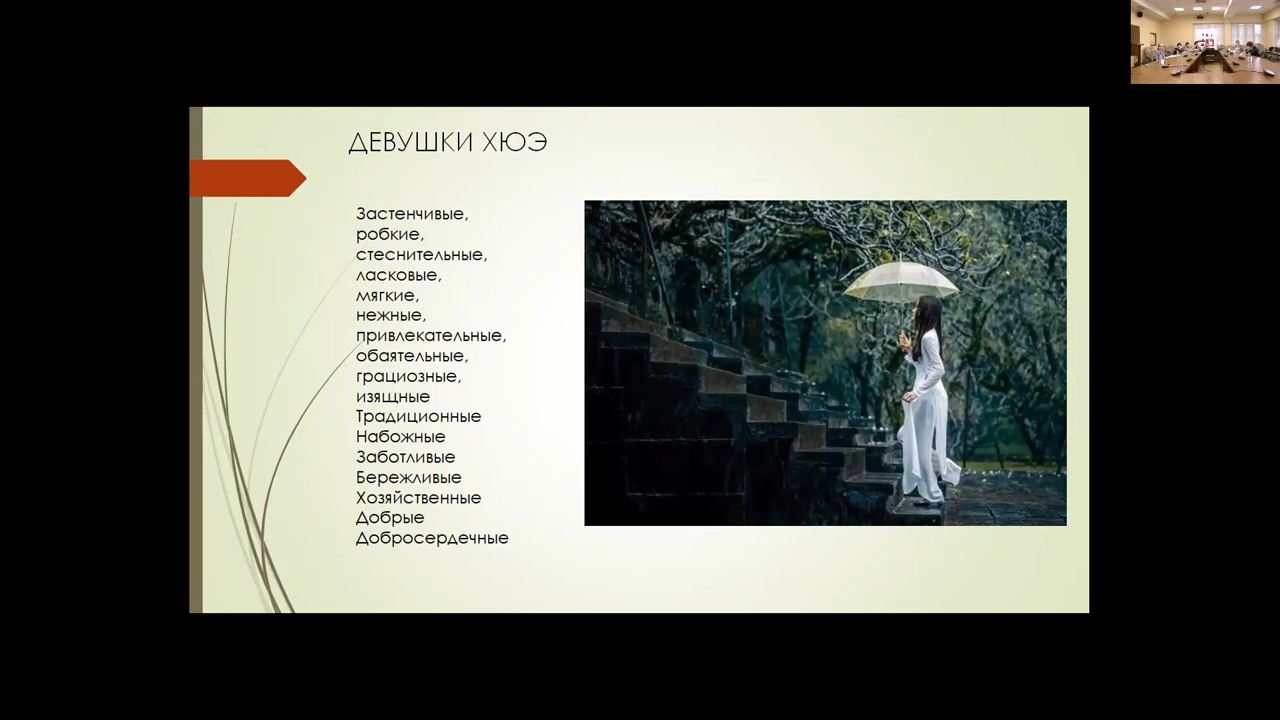 ДЕВУШКИ ХЮЭ
Застенчивые,
робкие,
стеснительные,
ласковые,
мягкие,
нежные,
привлекательные,
обаятельные,
грациозные,
изящные
Традиционные
Набожные
Заботливые
Бережливые
Хозяйственные
Добрые
Добросердечные